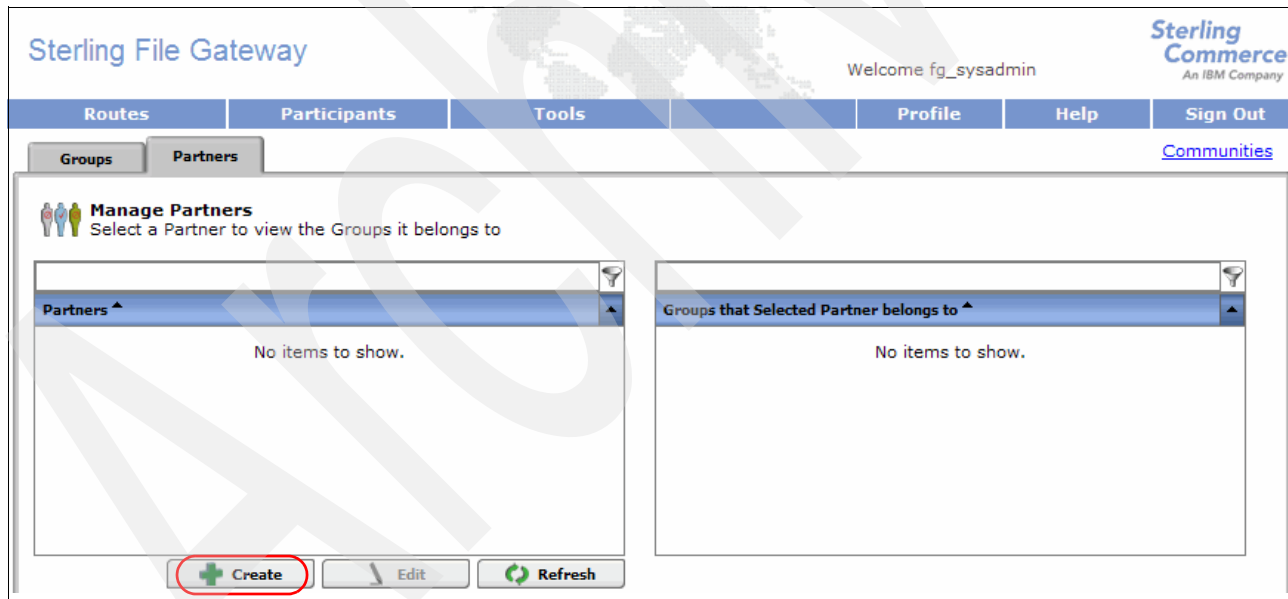 Sterling File Gateway
Welcome fg_sysadmin
Sterling
Commerce
An IBM Company
Routes Participants Tools Profile Help Sign Out
Groups Partners Communities
Manage Partners
Select a Partner to view the Groups it belongs to
Partners Groups that Selected Partner belongs to
No items to show. No items to show.
Create Edit Refresh